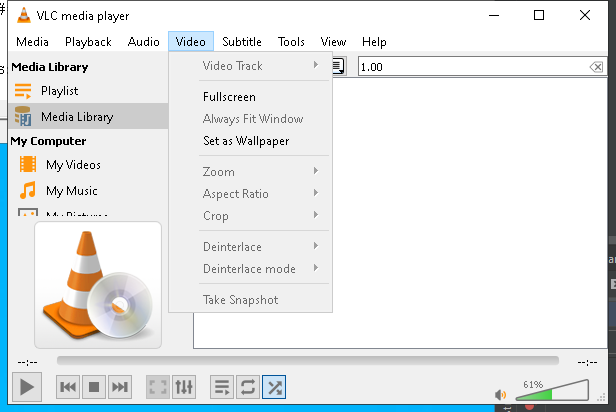 #
VLC media player
Media Playback Audio Video Subtitle Tools View Help
Media Library
Playlist
Media Library
My Computer
My Videos
My Music
My Pictures
Video Track
Fullscreen
Always Fit Window
Set as Wallpaper
Zoom
Aspect Ratio
Crop
Deinterlace
Deinterlace mode
Take Snapshot
1.00
--:-- --:--
61%